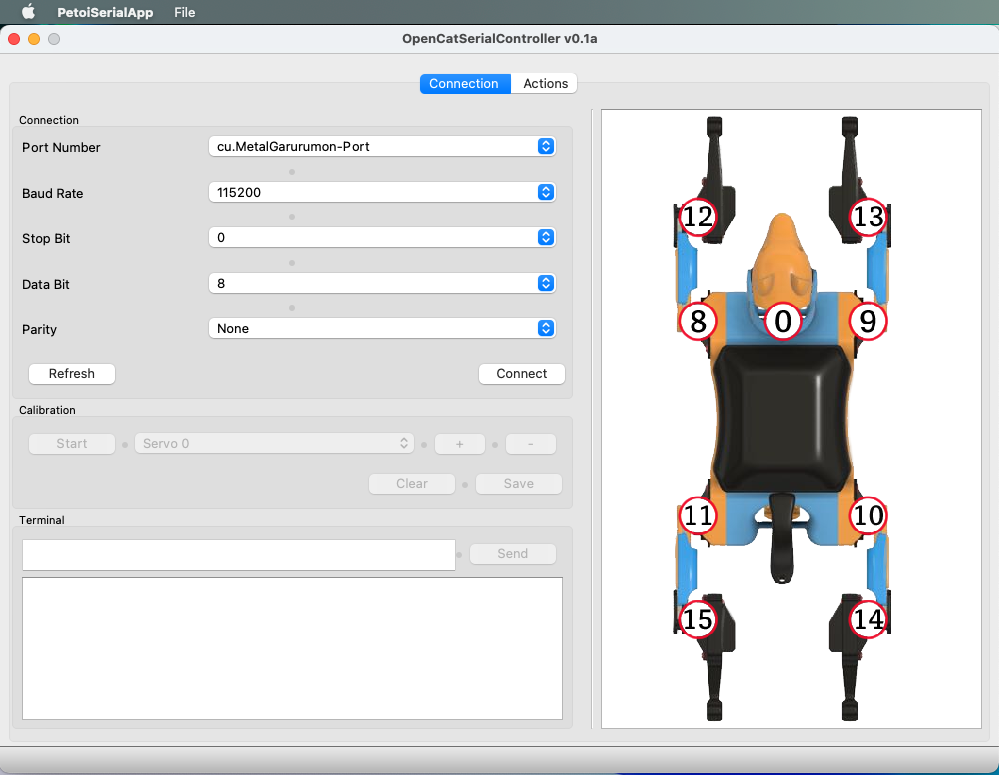 PetoiSerialApp File
OpenCatSerialController v0.1a
Connection Actions
Connection
Port Number cu.MetalGarurumon-Port
Baud Rate 115200
Stop Bit 0
Data Bit 8
Parity None
Refresh Connect
Calibration
Start Servo 0 + -
Clear Save
Terminal
Send
12 13
8 0 9
11 10
15 14